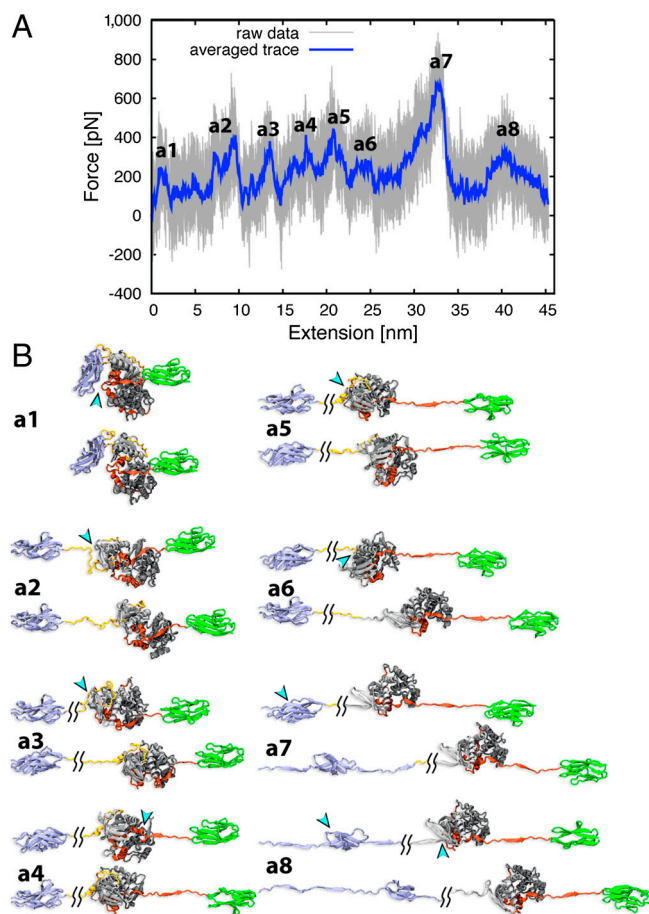 A
raw data
averaged trace
1,000
800
600
400
200
0
-200
-400
Force [pN]
a1
a2
a3
a4
a5
a6
a7
a8
0 5 10 15 20 25 30 35 40 45
Extension [nm]
B
a1
a5
a2
a6
a3
a7
a4
a8